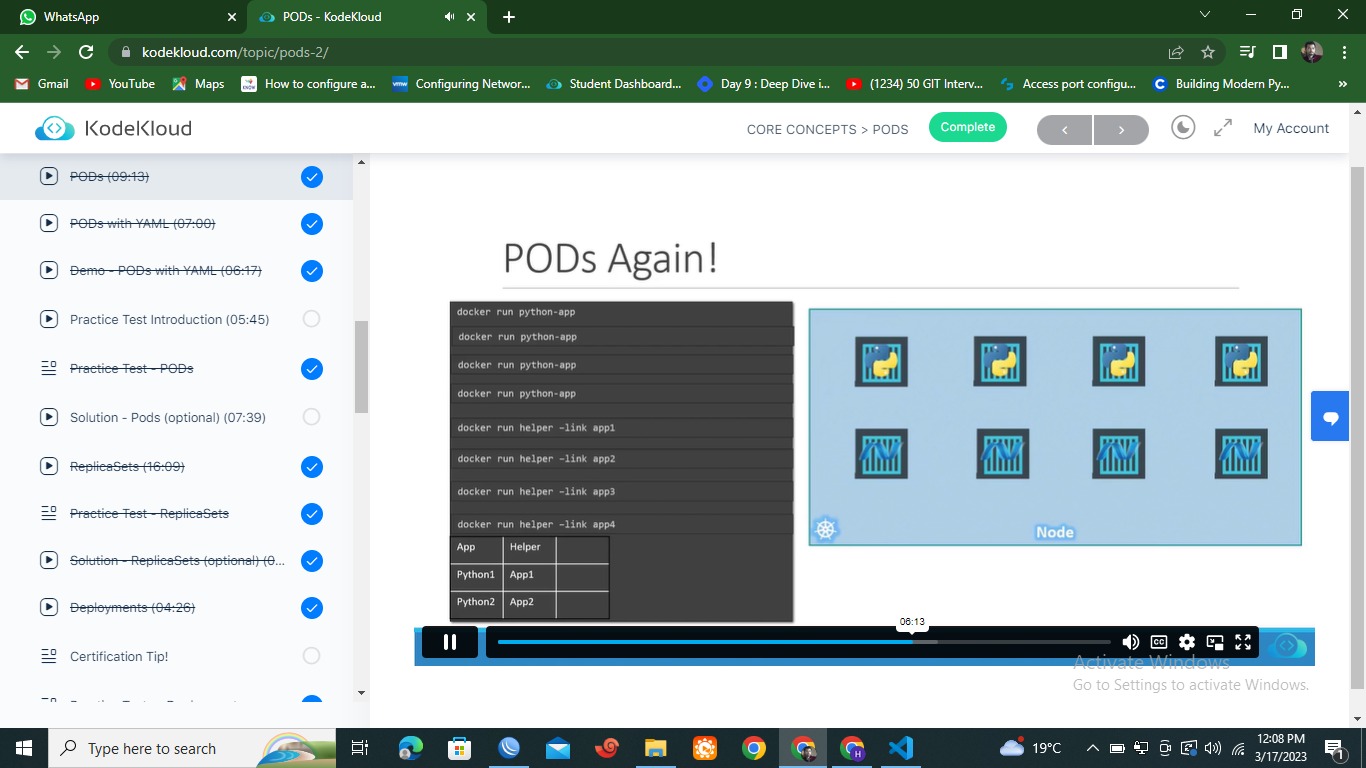 WhatsApp
PODs - KodeKloud
kodekloud.com/topic/pods-2/
Gmail
YouTube
Maps
KNOW
How to configure a...
vmw
Configuring Networ...
Student Dashboard...
Day 9 : Deep Dive i...
(1234) 50 GIT Interv...
Access port configu...
C
Building Modern Py...
»
KodeKloud
CORE CONCEPTS > PODS
Complete
My Account
PODs (09:13)
PODs with YAML (07:00)
Demo - PODs with YAML (06:17)
Practice Test Introduction (05:45)
Practice Test - PODs
Solution - Pods (optional) (07:39)
ReplicaSets (16:09)
Practice Test - ReplicaSets
Solution - ReplicaSets (optional) (0...
Deployments (04:26)
Certification Tip!
PODs Again!
docker run python-app
docker run python-app
docker run python-app
docker run python-app
docker run helper –link app1
docker run helper –link app2
docker run helper –link app3
docker run helper –link app4
App Helper
Python1 App1
Python2 App2
Node
06:13
CC
Activate Windows
Go to Settings to activate Windows.
Type here to search
H
19°C
12:08 PM
3/17/2023
1